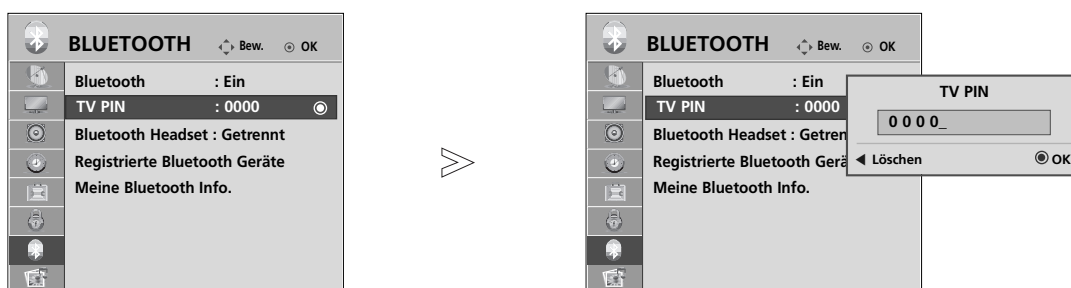 BLUETOOTH Bew. OK
Bluetooth : Ein
TV PIN : 0000
Bluetooth Headset : Getrennt
Registrierte Bluetooth Geräte
Meine Bluetooth Info.
BLUETOOTH Bew. OK
Bluetooth : Ein
TV PIN : 0000
Bluetooth Headset : Getren
Registrierte Bluetooth Gerä
Meine Bluetooth Info.
TV PIN
0 0 0 0_
Löschen OK